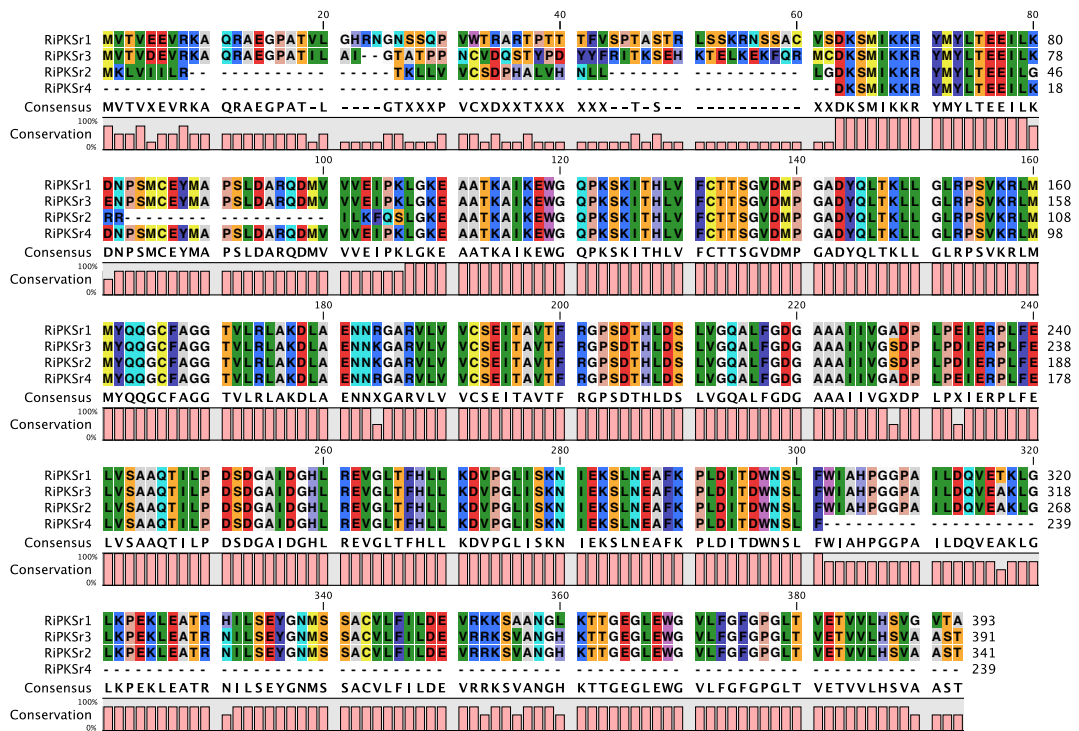 20 40 60 80
RiPKSr1 MVTVEEVRKA QRAEGPATVL GHRNGNSSQP VWTRARTPTT TFVSPTASTR LSSKRNSSAC VSDKSMIKKR YMYLTEEILK 80
RiPKSr3 MVTVDEVRKA QRAEGPATIL AI--GTATPP NCVDQSTYPD YYFRITKSEH KTELKEKFQR MCDKSMIKKR YMYLTEEILK 78
RiPKSr2 MKLVIILR-- ---------- ----TKLLVV CSDPHALVHN LL-------- ---------- LGDKSMIKKR YMYLTEEILG 46
RiPKSr4 ---------- ---------- ---------- ---------- ---------- ---------- --DKSMIKKR YMYLTEEILK 18
Consensus MVTVXEVRKA QRAEGPAT-L ----GTXXXP VCXDXXTXXX XXX--T-S-- ---------- XXDKSMIKKR YMYLTEEILK
100%
Conservation
0%
100 120 140 160
RiPKSr1 DNPSMCEYMA PSLDARQDMV VVEIPKLGKE AATKAIKEWG QPKSKITHLV FCTTSGVDMP GADYQLTKLL GLRPSVKRLM 160
RiPKSr3 ENPSMCEYMA PSLDARQDMV VVEIPKLGKE AATKAIKEWG QPKSKITHLV FCTTSGVDMP GADYQLTKLL GLRPSVKRLM 158
RiPKSr2 RR-------- ---------- ILKFQSLGKE AATKAIKEWG QPKSKITHLV FCTTSGVDMP GADYQLTKLL GLRPSVKRLM 108
RiPKSr4 DNPSMCEYMA PSLDARQDMV VVEIPKLGKE AATKAIKEWG QPKSKITHLV FCTTSGVDMP GADYQLTKLL GLRPSVKRLM 98
Consensus DNPSMCEYMA PSLDARQDMV VVEIPKLGKE AATKAIKEWG QPKSKITHLV FCTTSGVDMP GADYQLTKLL GLRPSVKRLM
100%
Conservation
0%
180 200 220 240
RiPKSr1 MYQQGCFAGG TVLRLAKDLA ENNRGARVLV VCSEITAVTF RGPSDTHLDS LVGQALFGDG AAAIIVGADP LPEIERPLFE 240
RiPKSr3 MYQQGCFAGG TVLRLAKDLA ENNKGARVLV VCSEITAVTF RGPSDTHLDS LVGQALFGDG AAAIIVGSDP LPDIERPLFE 238
RiPKSr2 MYQQGCFAGG TVLRLAKDLA ENNKGARVLV VCSEITAVTF RGPSDTHLDS LVGQALFGDG AAAIIVGSDP LPDIERPLFE 188
RiPKSr4 MYQQGCFAGG TVLRLAKDLA ENNRGARVLV VCSEITAVTF RGPSDTHLDS LVGQALFGDG AAAIIVGADP LPEIERPLFE 178
Consensus MYQQGCFAGG TVLRLAKDLA ENNXGARVLV VCSEITAVTF RGPSDTHLDS LVGQALFGDG AAAIIVGXDP LPXIERPLFE
100%
Conservation
0%
260 280 300 320
RiPKSr1 LVSAAQTILP DSDGAIDGHL REVGLTFHLL KDVPGLISKN IEKSLNEAFK PLDITDWNSL FWIAHPGGPA ILDQVETKLG 320
RiPKSr3 LVSAAQTILP DSDGAIDGHL REVGLTFHLL KDVPGLISKN IEKSLNEAFK PLDITDWNSL FWIAHPGGPA ILDQVEAKLG 318
RiPKSr2 LVSAAQTILP DSDGAIDGHL REVGLTFHLL KDVPGLISKN IEKSLNEAFK PLDITDWNSL FWIAHPGGPA ILDQVEAKLG 268
RiPKSr4 LVSAAQTILP DSDGAIDGHL REVGLTFHLL KDVPGLISKN IEKSLNEAFK PLDITDWNSL F--------- ---------- 239
Consensus LVSAAQTILP DSDGAIDGHL REVGLTFHLL KDVPGLISKN IEKSLNEAFK PLDITDWNSL FWIAHPGGPA ILDQVEAKLG
100%
Conservation
0%
340 360 380
RiPKSr1 LKPEKLEATR HILSEYGNMS SACVLFILDE VRKKSAANGL KTTGEGLEWG VLFGFGPGLT VETVVLHSVG VTA 393
RiPKSr3 LKPEKLEATR NILSEYGNMS SACVLFILDE VRRKSAANGH KTTGEGLEWG VLFGFGPGLT VETVVLHSVA AST 391
RiPKSr2 LKPEKLEATR NILSEYGNMS SACVLFILDE VRRKSVANGH KTTGEGLEWG VLFGFGPGLT VETVVLHSVA AST 341
RiPKSr4 ---------- ---------- ---------- ---------- ---------- ---------- ---------- --- 239
Consensus LKPEKLEATR NILSEYGNMS SACVLFILDE VRRKSVANGH KTTGEGLEWG VLFGFGPGLT VETVVLHSVA AST
100%
Conservation
0%